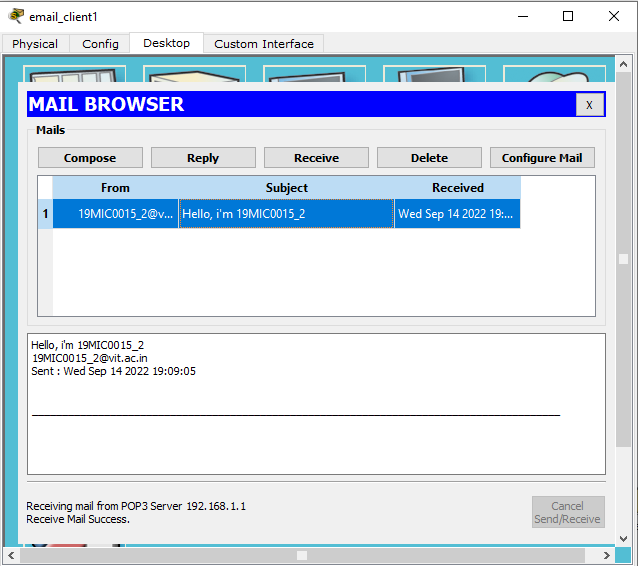 email_client1
Physical Config Desktop Custom Interface
MAIL BROWSER X
Mails
Compose Reply Receive Delete Configure Mail
From Subject Received
1 19MIC0015_2@v... Hello, i'm 19MIC0015_2 Wed Sep 14 2022 19:...
Hello, i'm 19MIC0015_2
19MIC0015_2@vit.ac.in
Sent : Wed Sep 14 2022 19:09:05
Receiving mail from POP3 Server 192.168.1.1
Receive Mail Success.
Cancel
Send/Receive